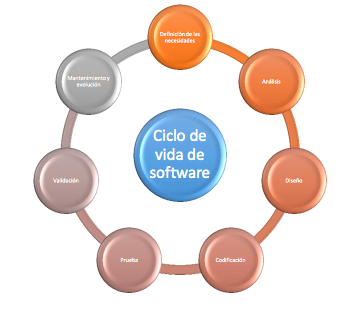 Definición de las
necesidades
Análisis
Diseño
Codificación
Prueba
Validación
Mantenimiento y
evolución
Ciclo de
vida de
software